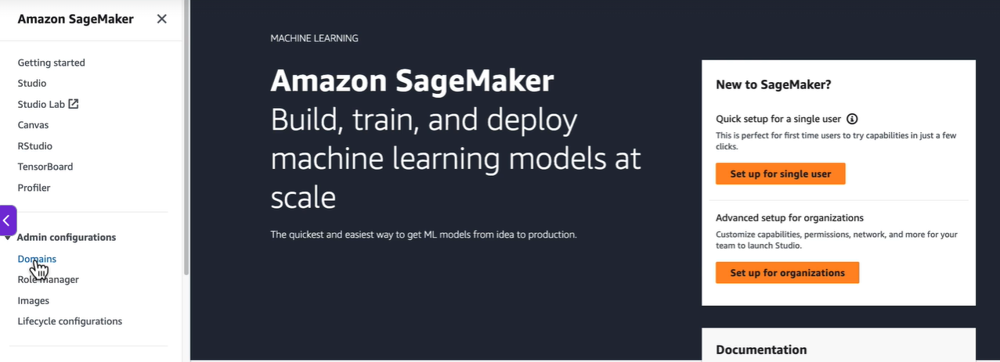 Amazon SageMaker
Getting started
Studio
Studio Lab
Canvas
RStudio
TensorBoard
Profiler
Admin configurations
Domains
Role manager
Images
Lifecycle configurations
MACHINE LEARNING
Amazon SageMaker
Build, train, and deploy
machine learning models at
scale
The quickest and easiest way to get ML models from idea to production.
New to SageMaker?
Quick setup for a single user
This is perfect for first time users to try capabilities in just a few
clicks.
Set up for single user
Advanced setup for organizations
Customize capabilities, permissions, network, and more for your
team to launch Studio.
Set up for organizations
Documentation